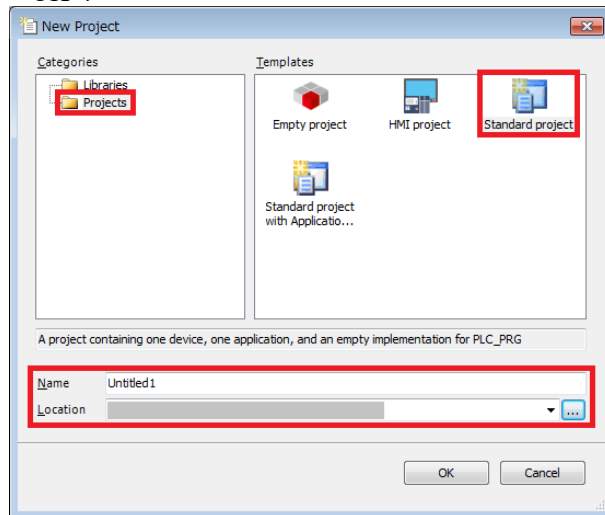 New Project
Categories
Templates
Libraries
Projects
Empty project
HMI project
Standard project
Standard project
with Applicatio...
A project containing one device, one application, and an empty implementation for PLC_PRG
Name
Untitled1
Location
...
OK
Cancel